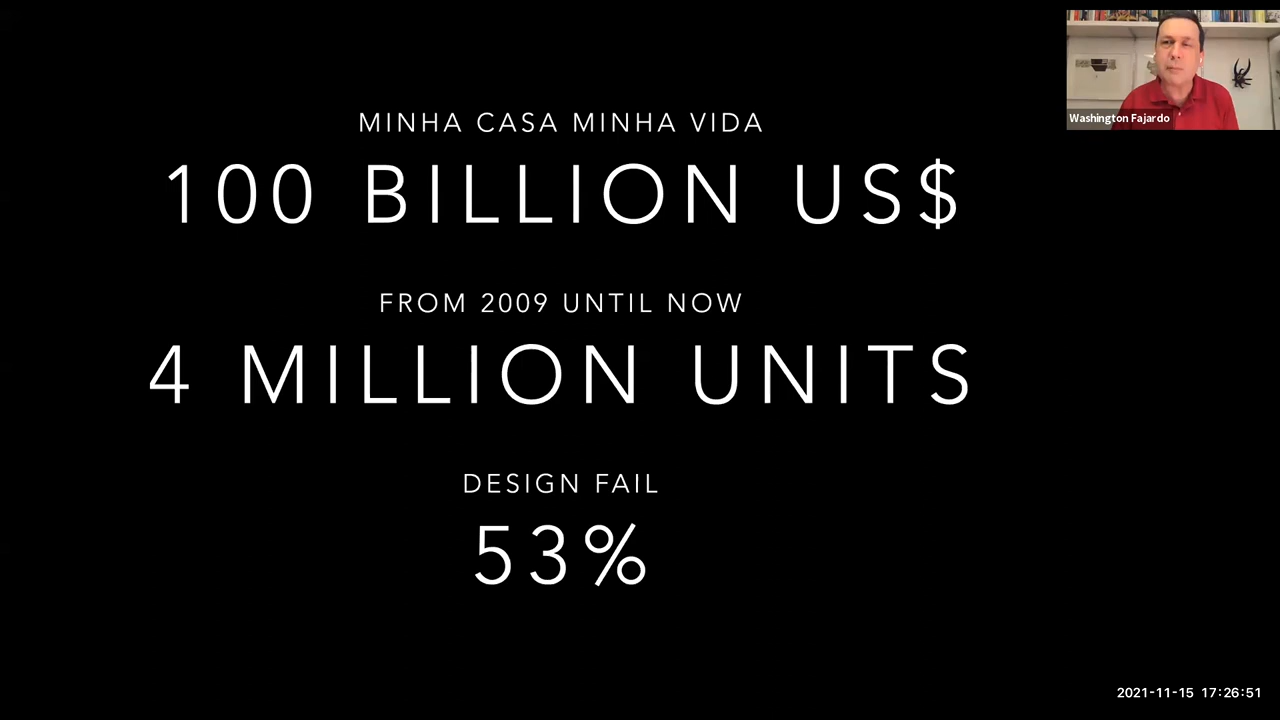 MINHA CASA MINHA VIDA
100 BILLION US$
FROM 2009 UNTIL NOW
4 MILLION UNITS
DESIGN FAIL
53%
Washington Fajardo
2021-11-15 17:26:51